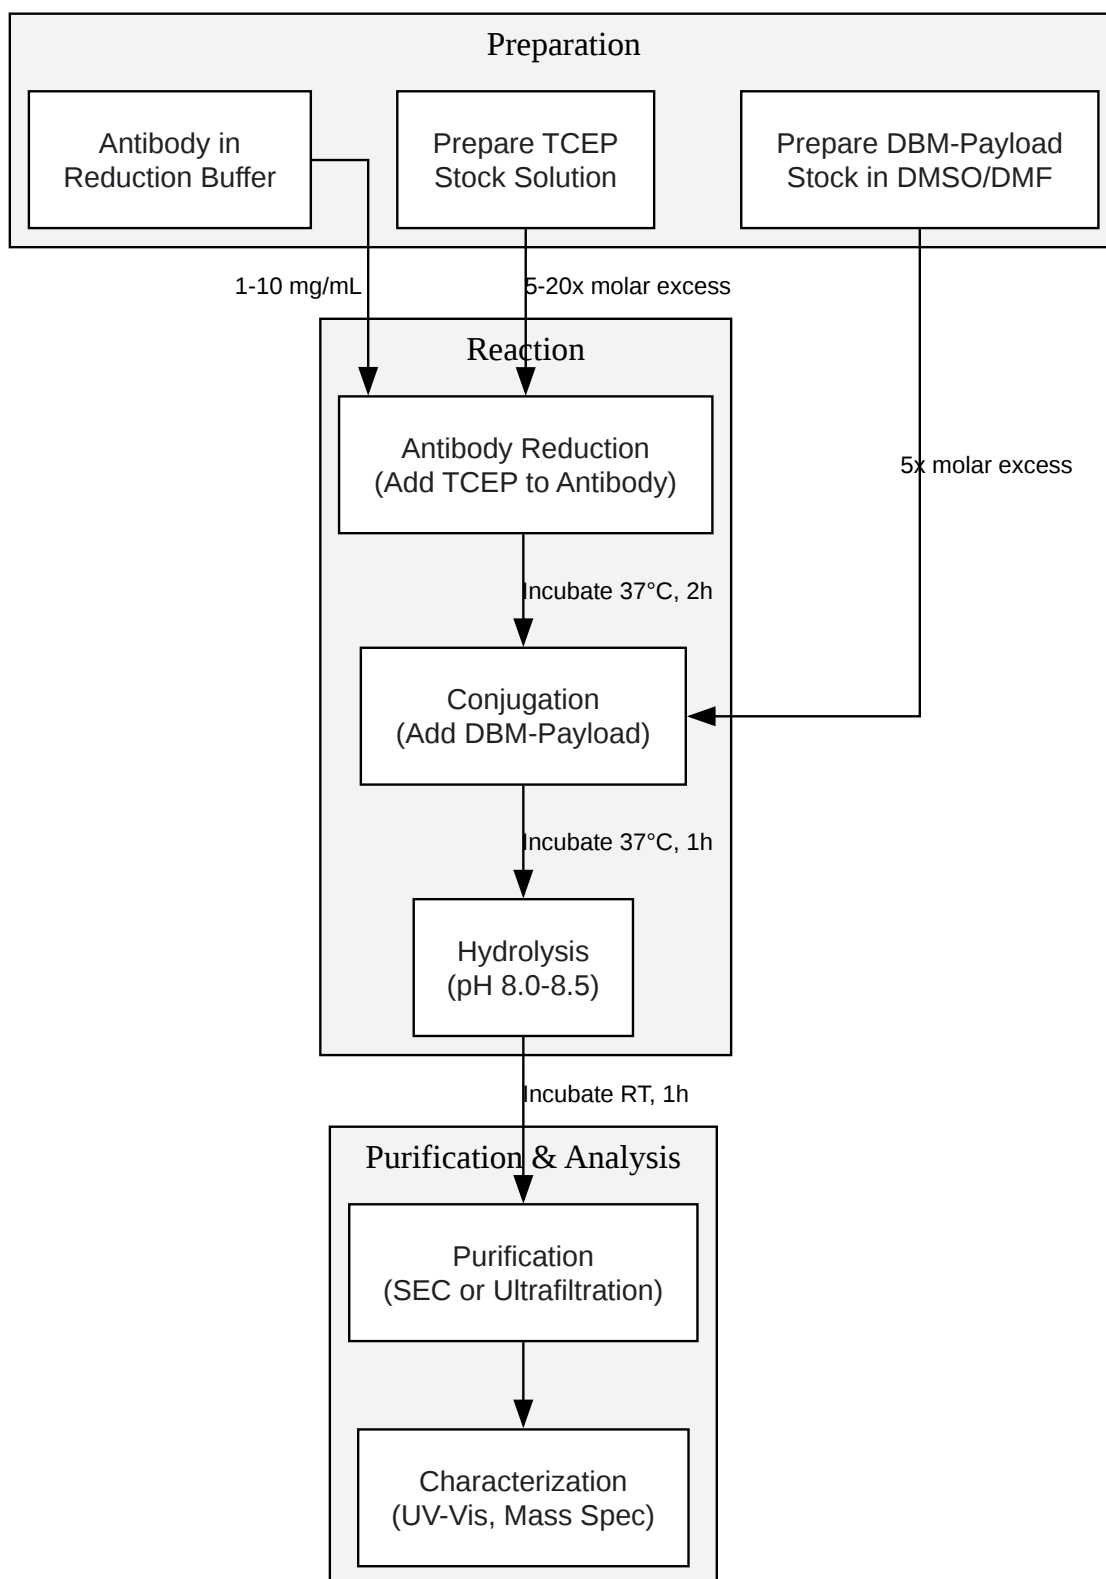 Preparation
Antibody in
Reduction Buffer
Prepare TCEP
Stock Solution
Prepare DBM-Payload
Stock in DMSO/DMF
1-10 mg/mL
5-20x molar excess
Reaction
Antibody Reduction
(Add TCEP to Antibody)
5x molar excess
Incubate 37°C, 2h
Conjugation
(Add DBM-Payload)
Incubate 37°C, 1h
Hydrolysis
(pH 8.0-8.5)
Incubate RT, 1h
Purification & Analysis
Purification
(SEC or Ultrafiltration)
Characterization
(UV-Vis, Mass Spec)